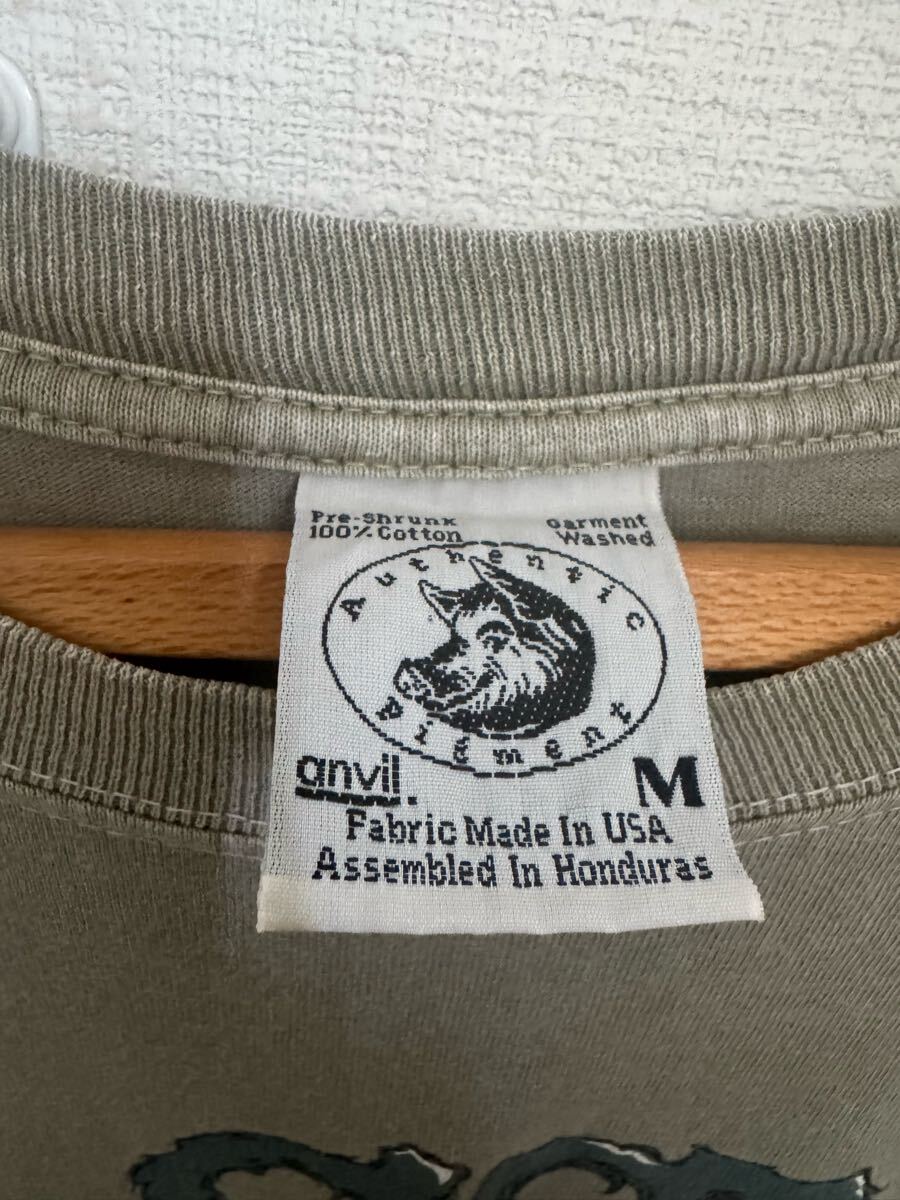 Pre-Shrunk Garment
100% Cotton Washed
Authentic
Pigment
anvil.
M
Fabric Made In USA
Assembled In Honduras